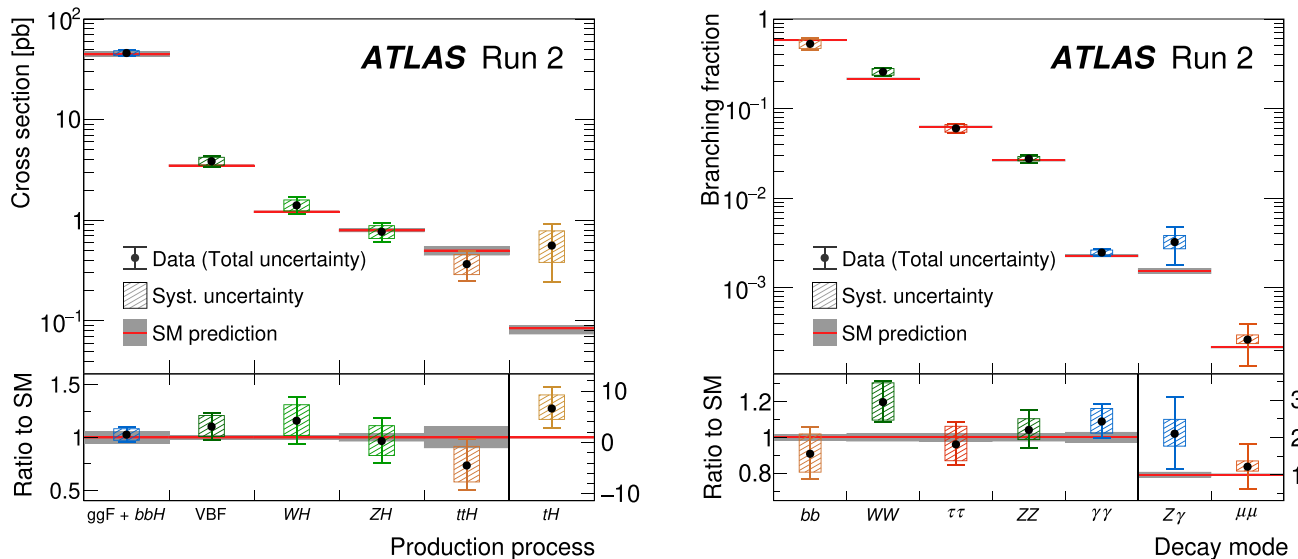 Cross section [pb]
10²
10
1
10⁻¹
ATLAS Run 2
Data (Total uncertainty)
Syst. uncertainty
SM prediction
Ratio to SM
1.5
1
0.5
10
0
−10
ggF + bbH
VBF
WH
ZH
ttH
tH
Production process
Branching fraction
1
10⁻¹
10⁻²
10⁻³
ATLAS Run 2
Data (Total uncertainty)
Syst. uncertainty
SM prediction
Ratio to SM
1.2
1
0.8
3
2
1
bb
WW
ττ
ZZ
γγ
Zγ
μμ
Decay mode